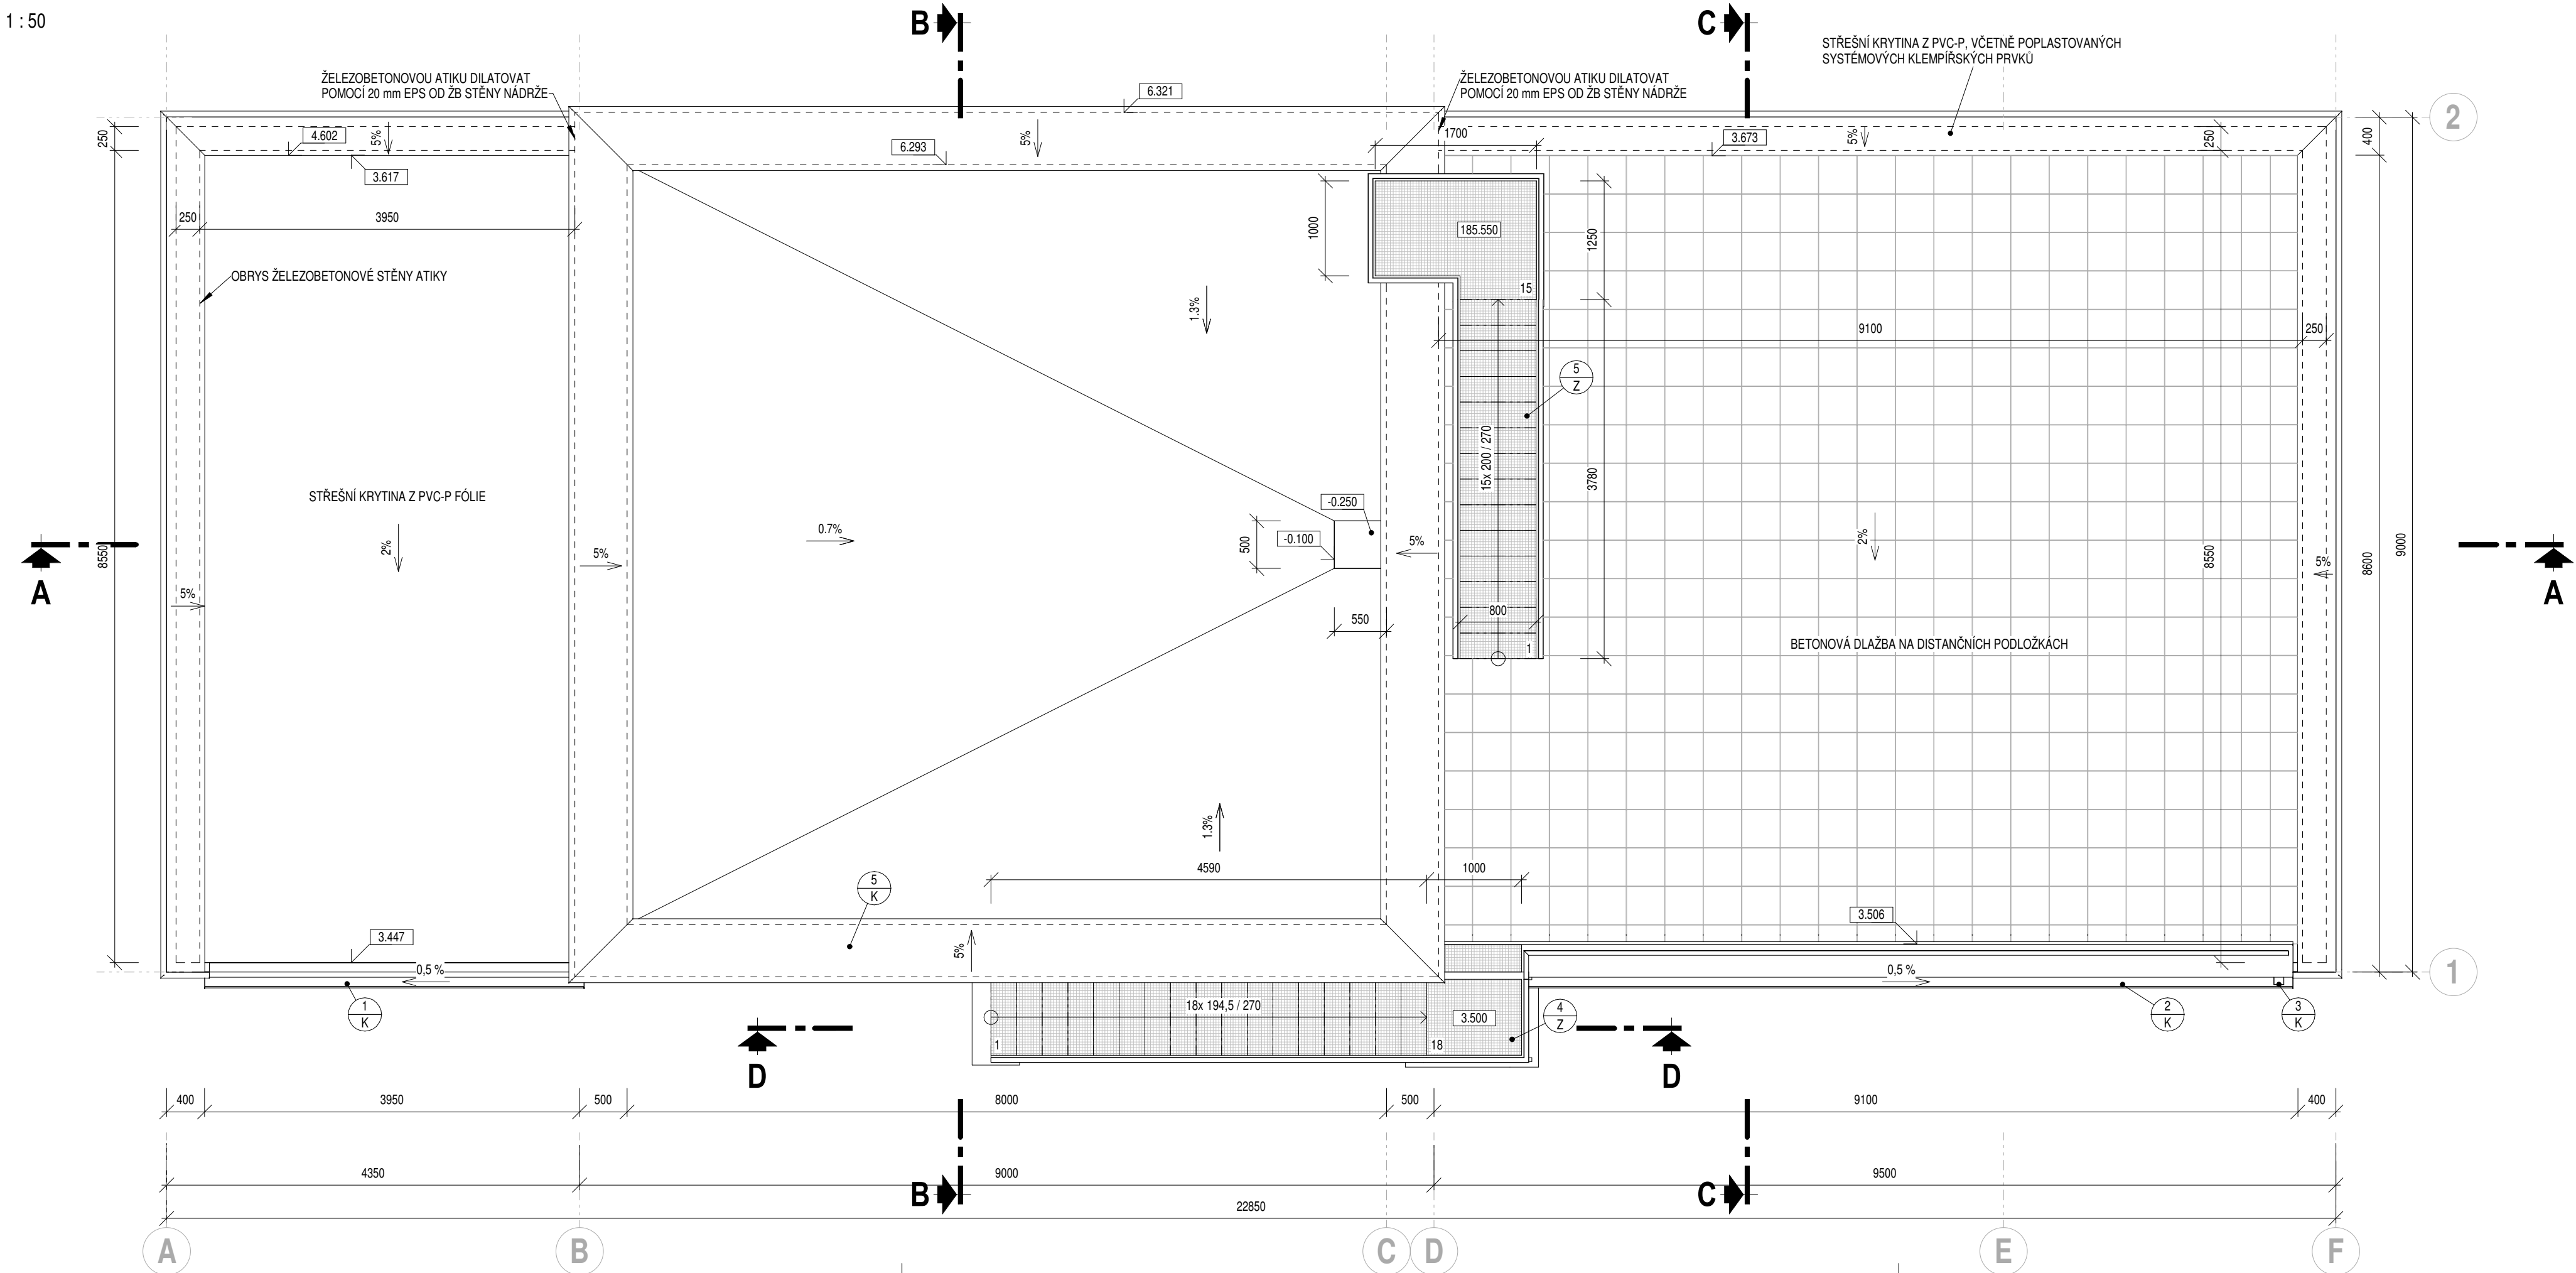 1 : 50
B
C
STŘEŠNÍ KRYTINA Z PVC-P, VČETNĚ POPLASTOVANÝCH
SYSTÉMOVÝCH KLEMPÍŘSKÝCH PRVKŮ
ŽELEZOBETONOVOU ATIKU DILATOVAT
POMOCÍ 20 mm EPS OD ŽB STĚNY NÁDRŽE
ŽELEZOBETONOVOU ATIKU DILATOVAT
POMOCÍ 20 mm EPS OD ŽB STĚNY NÁDRŽE
6.321
2
250
4.602
5%
5%
6.293
1700
3.673
5%
250
400
3.617
250
3950
1000
185.550
1250
OBRYS ŽELEZOBETONOVÉ STĚNY ATIKY
15
1.3%
9100
250
5
Z
15x 200 / 270
3780
STŘEŠNÍ KRYTINA Z PVC-P FÓLIE
-0.250
0.7%
500
-0.100
5%
2%
5%
2%
8550
8550
5%
8600
9000
A
A
5%
550
800
1
BETONOVÁ DLAŽBA NA DISTANČNÍCH PODLOŽKÁCH
1.3%
4590
1000
5
K
3.506
3.447
5%
0,5 %
0,5 %
1
1
K
18x 194,5 / 270
3.500
4
Z
2
K
3
K
1
18
D
D
400
3950
500
8000
500
9100
400
4350
9000
9500
B
C
22850
A
B
C
D
E
F